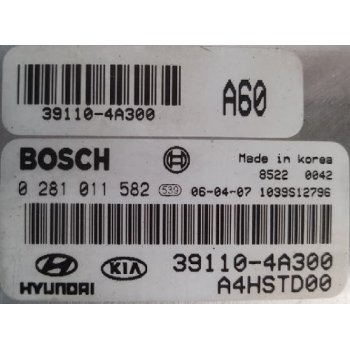 39110-4A300
A60
BOSCH
Made in korea
8522 0042
0 281 011 582 539 06-04-07 1039S12796
HYUNDAI
KIA
39110-4A300
A4HSTD00